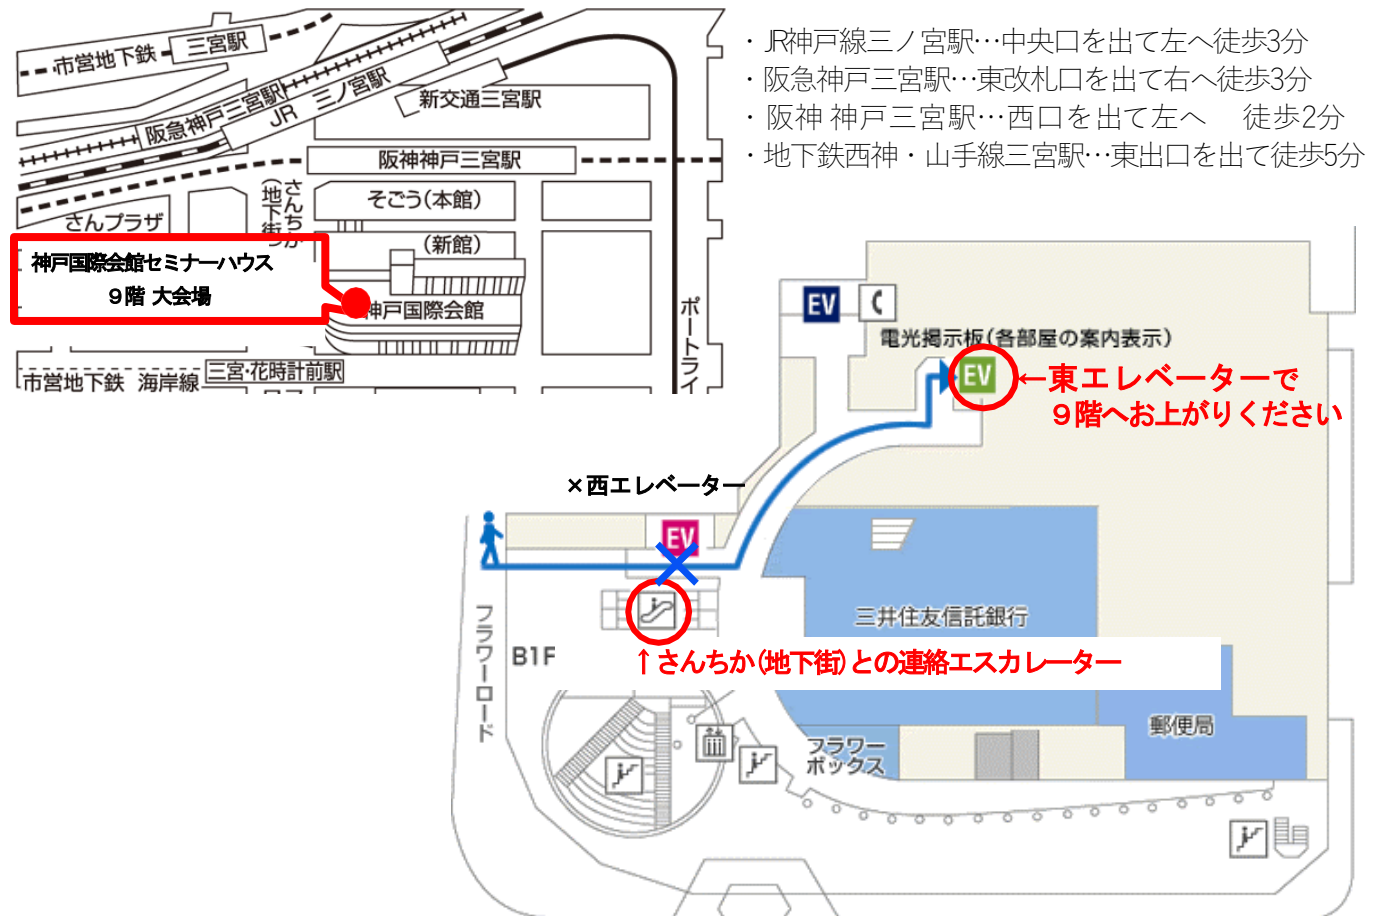 ・JR神戸線三ノ宮駅…中央口を出て左へ徒歩3分
・阪急神戸三宮駅…東改札口を出て右へ徒歩3分
・阪神 神戸三宮駅…西口を出て左へ　徒歩2分
・地下鉄西神・山手線三宮駅…東出口を出て徒歩5分
市営地下鉄
三宮駅
阪急神戸三宮駅
JR 三ノ宮駅
新交通三宮駅
阪神神戸三宮駅
さんちか
(地下街)
そごう(本館)
さんプラザ
(新館)
神戸国際会館セミナーハウス
９階 大会場
神戸国際会館
ポートライ
市営地下鉄 海岸線
三宮・花時計前駅
EV
電光掲示板(各部屋の案内表示)
EV
←東エレベーターで
９階へお上がりください
×西エレベーター
EV
三井住友信託銀行
フラワーロード
B1F
↑さんちか(地下街)との連絡エスカレーター
郵便局
フラワー
ボックス